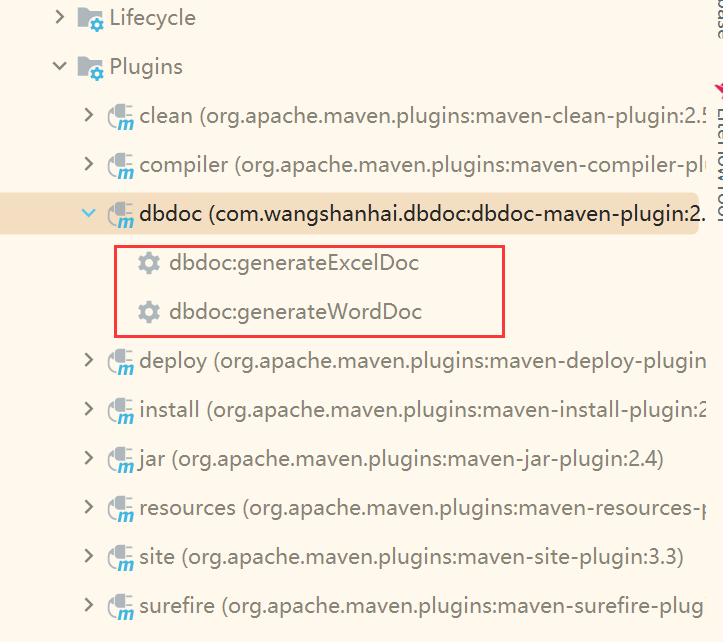 Lifecycle
Plugins
clean (org.apache.maven.plugins:maven-clean-plugin:2.5
compiler (org.apache.maven.plugins:maven-compiler-pl
dbdoc (com.wangshanhai.dbdoc:dbdoc-maven-plugin:2.
dbdoc:generateExcelDoc
dbdoc:generateWordDoc
deploy (org.apache.maven.plugins:maven-deploy-plugin
install (org.apache.maven.plugins:maven-install-plugin:2
jar (org.apache.maven.plugins:maven-jar-plugin:2.4)
resources (org.apache.maven.plugins:maven-resources-p
site (org.apache.maven.plugins:maven-site-plugin:3.3)
surefire (org.apache.maven.plugins:maven-surefire-plug